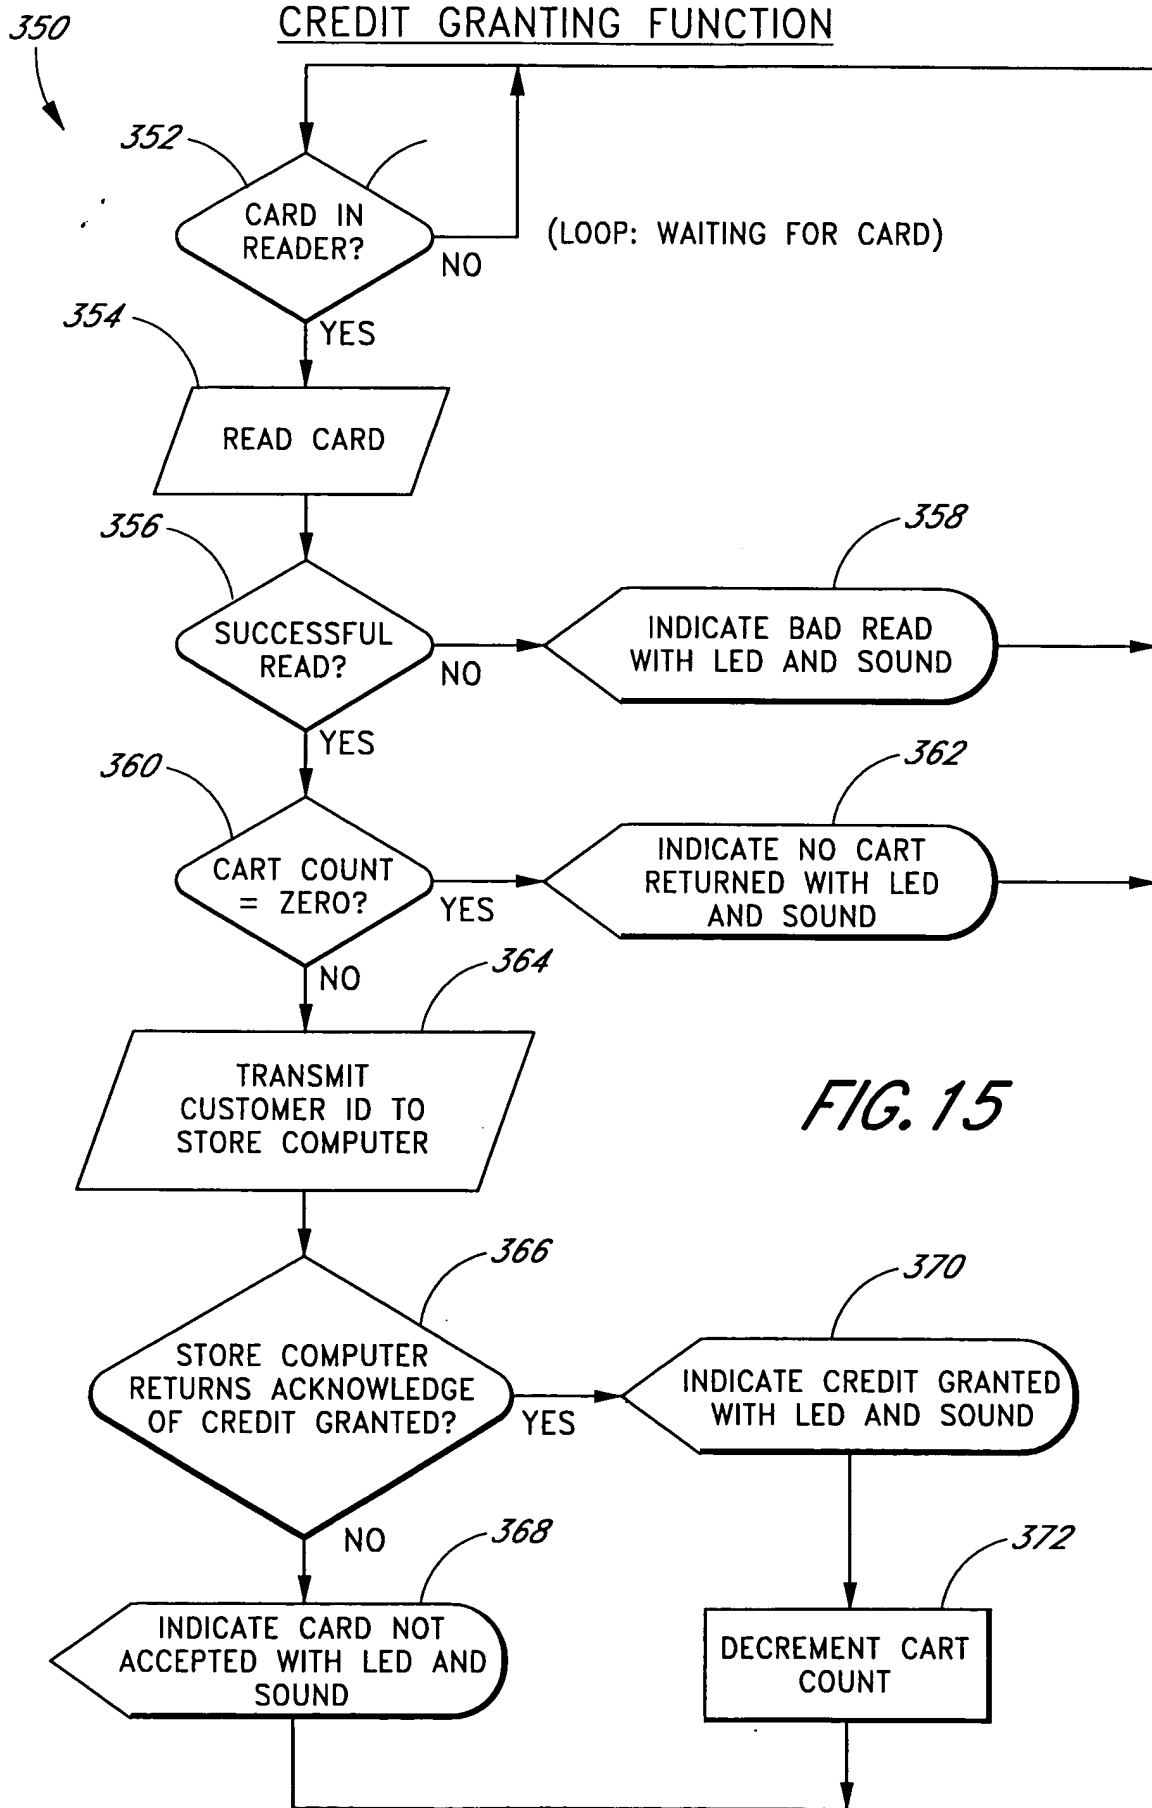 CREDIT GRANTING FUNCTION
350
352
CARD IN
READER?
NO
(LOOP: WAITING FOR CARD)
YES
354
READ CARD
356
SUCCESSFUL
READ?
NO
358
INDICATE BAD READ
WITH LED AND SOUND
YES
360
CART COUNT
= ZERO?
YES
362
INDICATE NO CART
RETURNED WITH LED
AND SOUND
NO
364
TRANSMIT
CUSTOMER ID TO
STORE COMPUTER
FIG. 15
366
STORE COMPUTER
RETURNS ACKNOWLEDGE
OF CREDIT GRANTED?
YES
370
INDICATE CREDIT GRANTED
WITH LED AND SOUND
NO
368
INDICATE CARD NOT
ACCEPTED WITH LED AND
SOUND
372
DECREMENT CART
COUNT